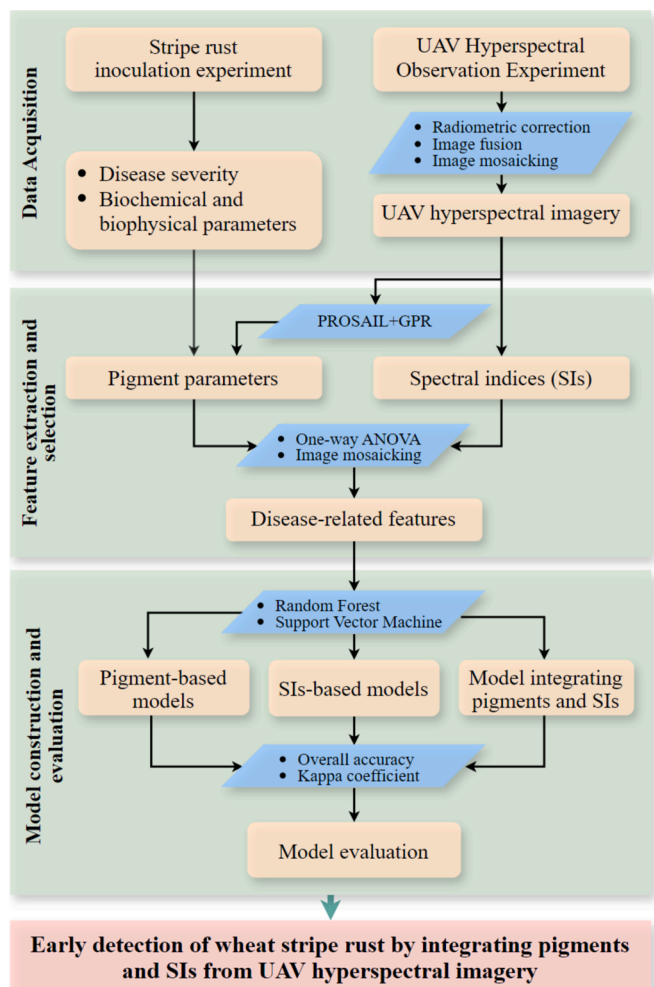 Data Acquisition
Stripe rust
inoculation experiment
UAV Hyperspectral
Observation Experiment
• Radiometric correction
• Image fusion
• Image mosaicking
• Disease severity
• Biochemical and
biophysical parameters
UAV hyperspectral imagery
Feature extraction and
selection
PROSAIL+GPR
Pigment parameters
Spectral indices (SIs)
• One-way ANOVA
• Image mosaicking
Disease-related features
Model construction and
evaluation
• Random Forest
• Support Vector Machine
Pigment-based
models
SIs-based models
Model integrating
pigments and SIs
• Overall accuracy
• Kappa coefficient
Model evaluation
Early detection of wheat stripe rust by integrating pigments
and SIs from UAV hyperspectral imagery